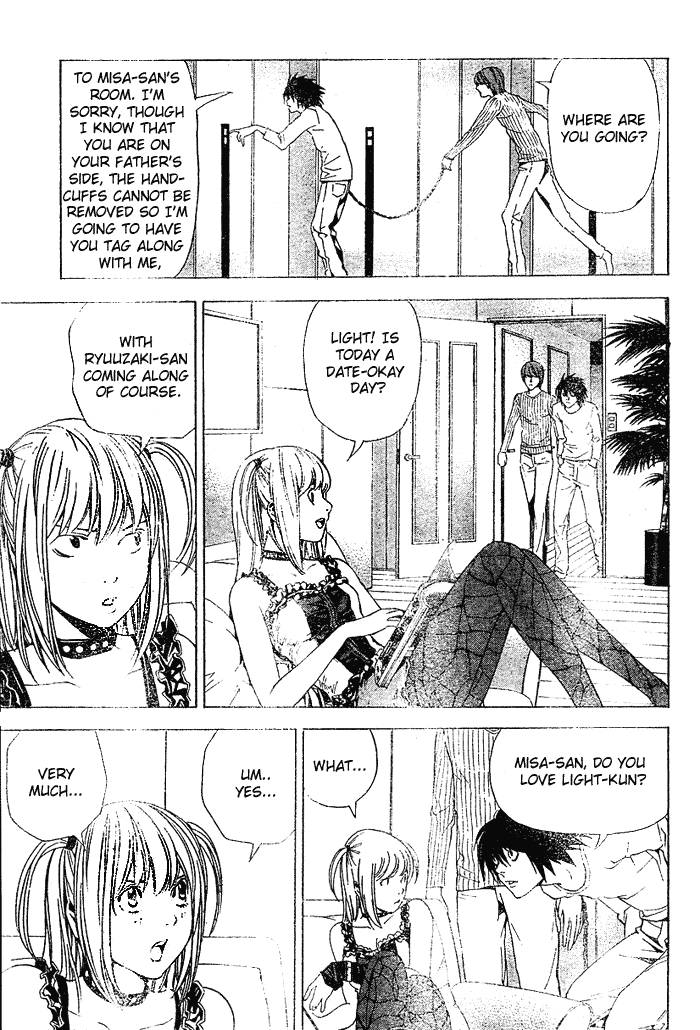 WHERE ARE
YOU GOING?
TO MISA-SAN'S
ROOM. I'M
SORRY, THOUGH
I KNOW THAT
YOU ARE ON
YOUR FATHER'S
SIDE, THE HAND-
CUFFS CANNOT BE
REMOVED SO I'M
GOING TO HAVE
YOU TAG ALONG
WITH ME,
LIGHT! IS
TODAY A
DATE-OKAY
DAY?
WITH
RYUUZAKI-SAN
COMING ALONG
OF COURSE.
MISA-SAN, DO YOU
LOVE LIGHT-KUN?
WHAT...
UM..
YES...
VERY
MUCH...